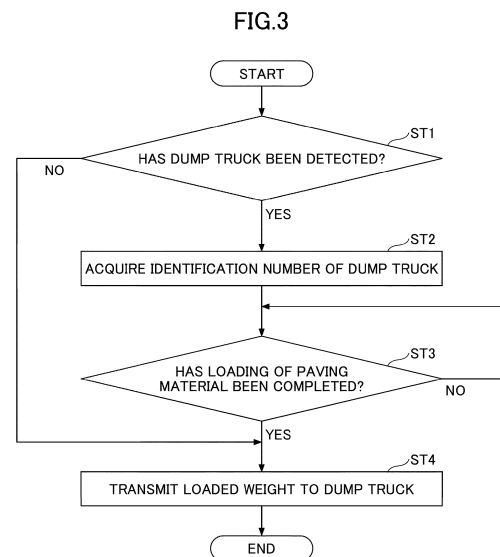 FIG.3
START
ST1
HAS DUMP TRUCK BEEN DETECTED?
NO
YES
ST2
ACQUIRE IDENTIFICATION NUMBER OF DUMP TRUCK
ST3
HAS LOADING OF PAVING
MATERIAL BEEN COMPLETED?
NO
YES
ST4
TRANSMIT LOADED WEIGHT TO DUMP TRUCK
END